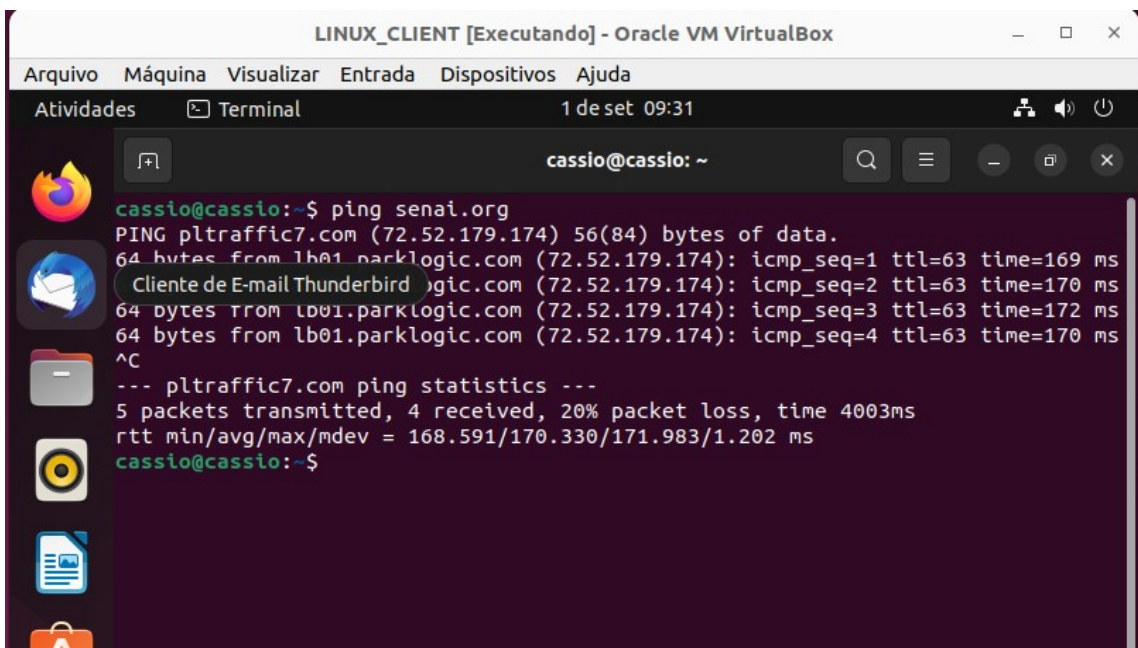 LINUX_CLIENT [Executando] - Oracle VM VirtualBox
Arquivo Máquina Visualizar Entrada Dispositivos Ajuda
Atividades Terminal 1 de set 09:31
cassio@cassio: ~
cassio@cassio:~$ ping senai.org
PING pltraffic7.com (72.52.179.174) 56(84) bytes of data.
64 bytes from lb01.parklogic.com (72.52.179.174): icmp_seq=1 ttl=63 time=169 ms
Cliente de E-mail Thunderbird ogic.com (72.52.179.174): icmp_seq=2 ttl=63 time=170 ms
64 bytes from lb01.parklogic.com (72.52.179.174): icmp_seq=3 ttl=63 time=172 ms
64 bytes from lb01.parklogic.com (72.52.179.174): icmp_seq=4 ttl=63 time=170 ms
^C
--- pltraffic7.com ping statistics ---
5 packets transmitted, 4 received, 20% packet loss, time 4003ms
rtt min/avg/max/mdev = 168.591/170.330/171.983/1.202 ms
cassio@cassio:~$